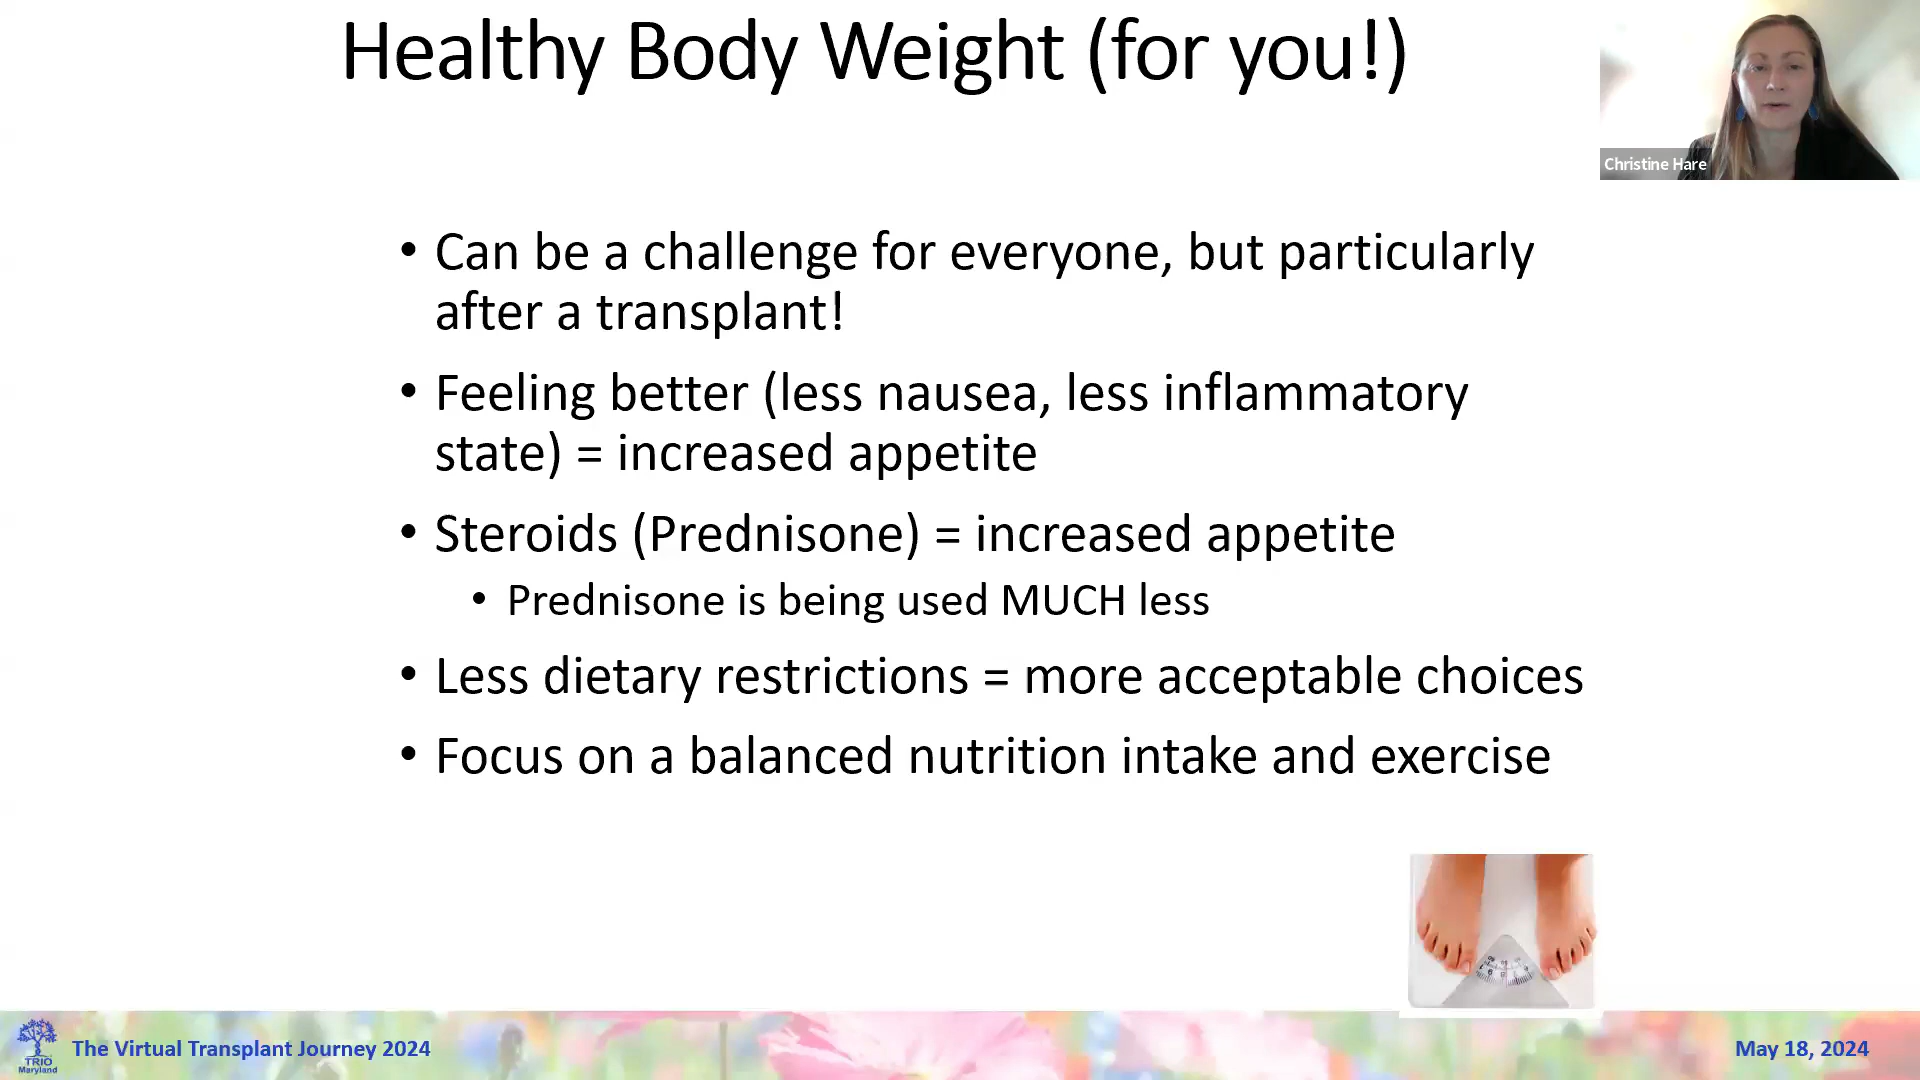 Healthy Body Weight (for you!)
Christine Hare
• Can be a challenge for everyone, but particularly
after a transplant!
• Feeling better (less nausea, less inflammatory
state) = increased appetite
• Steroids (Prednisone) = increased appetite
• Prednisone is being used MUCH less
• Less dietary restrictions = more acceptable choices
• Focus on a balanced nutrition intake and exercise
TRIO
Maryland
The Virtual Transplant Journey 2024
May 18, 2024